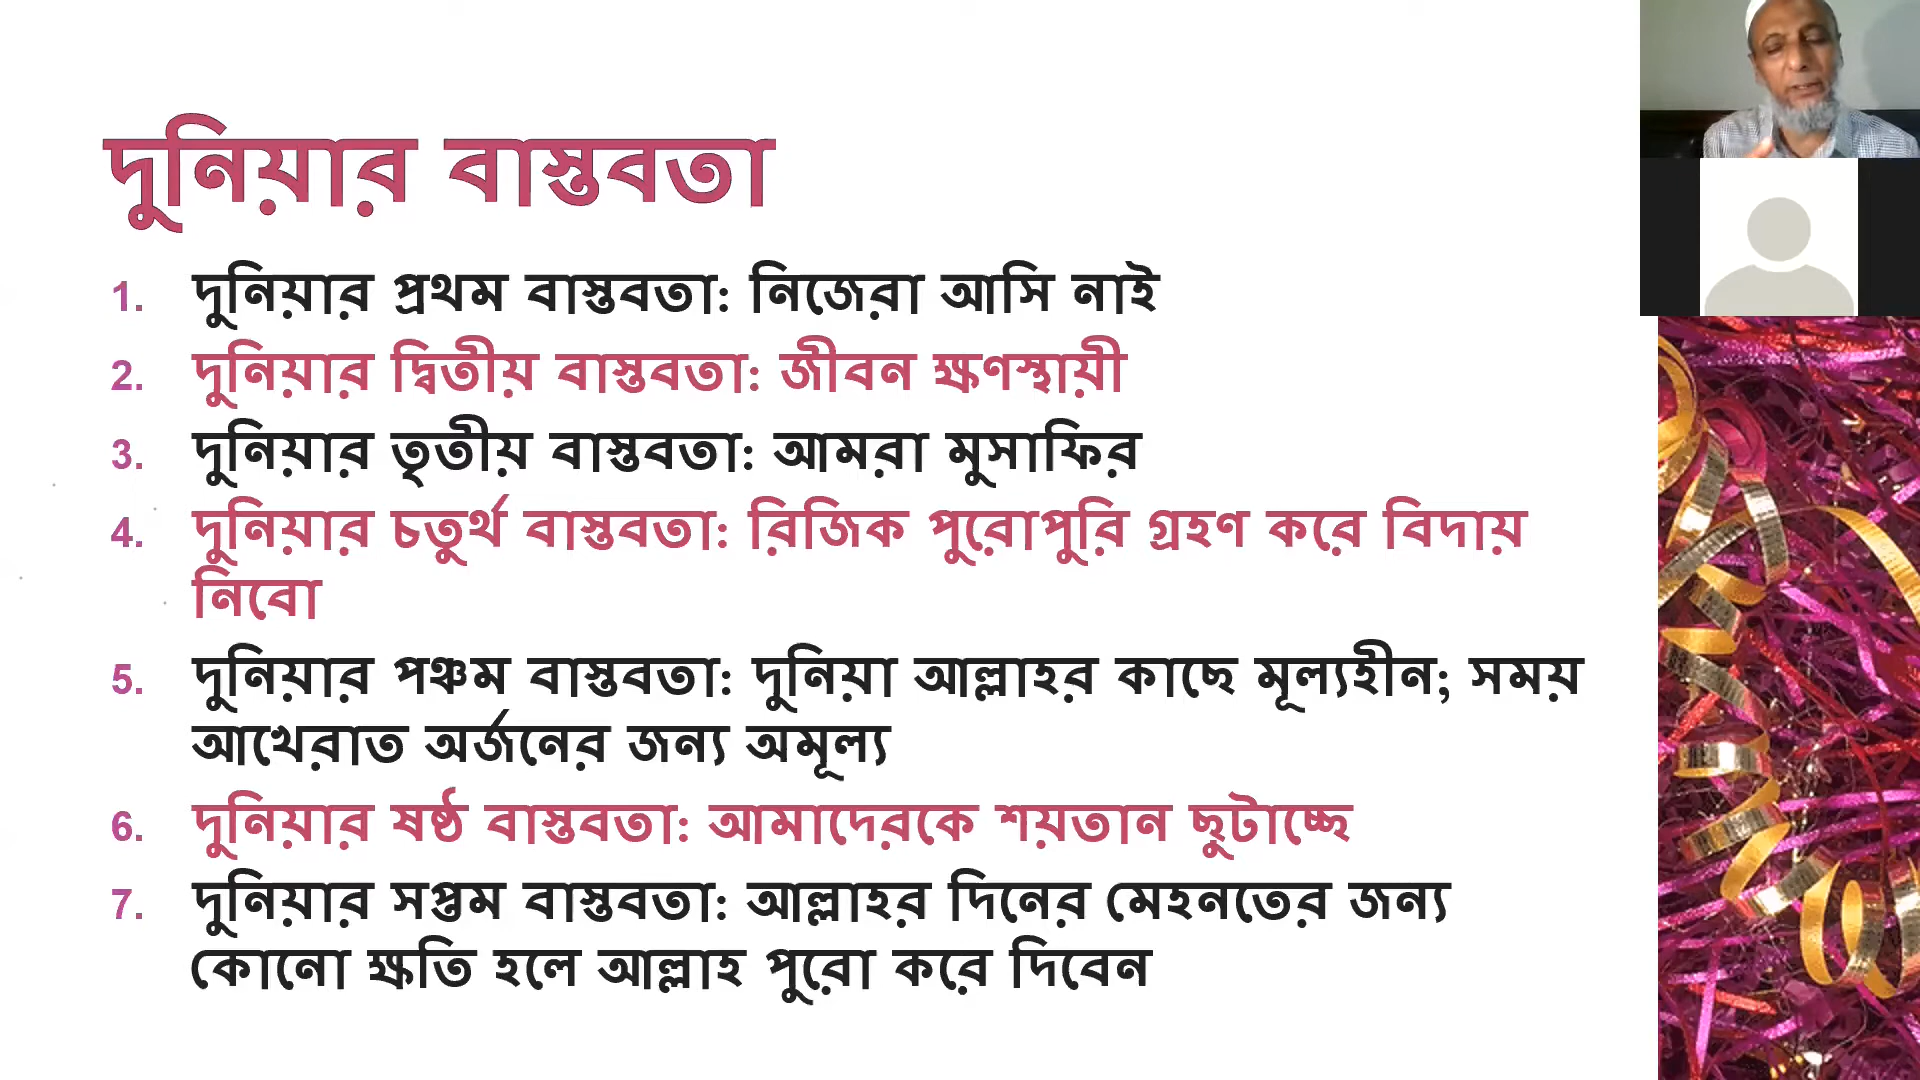 দুনিয়ার বাস্তবতা
1. দুনিয়ার প্রথম বাস্তবতা: নিজেরা আসি নাই
2. দুনিয়ার দ্বিতীয় বাস্তবতা: জীবন ক্ষণস্থায়ী
3. দুনিয়ার তৃতীয় বাস্তবতা: আমরা মুসাফির
4. দুনিয়ার চতুর্থ বাস্তবতা: রিজিক পুরোপুরি গ্রহণ করে বিদায়
নিবো
5. দুনিয়ার পঞ্চম বাস্তবতা: দুনিয়া আল্লাহর কাছে মূল্যহীন; সময়
আখেরাত অর্জনের জন্য অমূল্য
6. দুনিয়ার ষষ্ঠ বাস্তবতা: আমাদেরকে শয়তান ছুটাচ্ছে
7. দুনিয়ার সপ্তম বাস্তবতা: আল্লাহর দিনের মেহনতের জন্য
কোনো ক্ষতি হলে আল্লাহ পুরো করে দিবেন